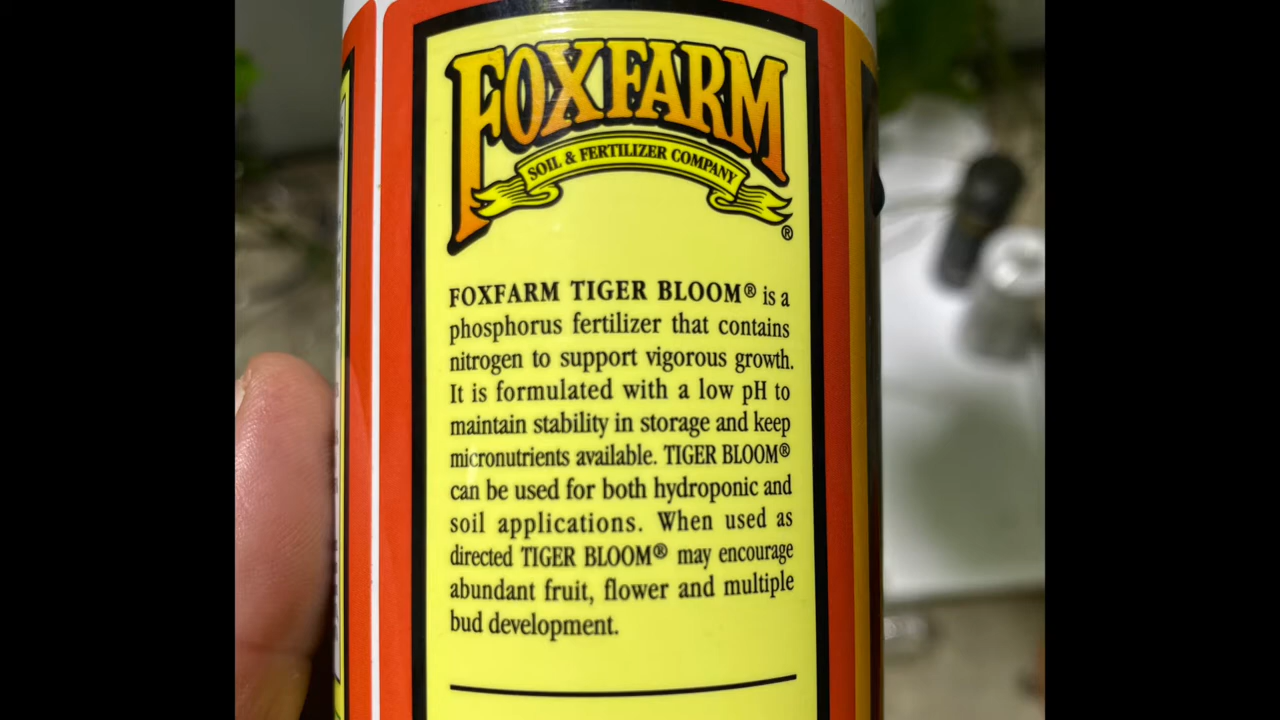 FOXFARM
SOIL & FERTILIZER COMPANY
®
FOXFARM TIGER BLOOM® is a
phosphorus fertilizer that contains
nitrogen to support vigorous growth.
It is formulated with a low pH to
maintain stability in storage and keep
micronutrients available. TIGER BLOOM®
can be used for both hydroponic and
soil applications. When used as
directed TIGER BLOOM® may encourage
abundant fruit, flower and multiple
bud development.